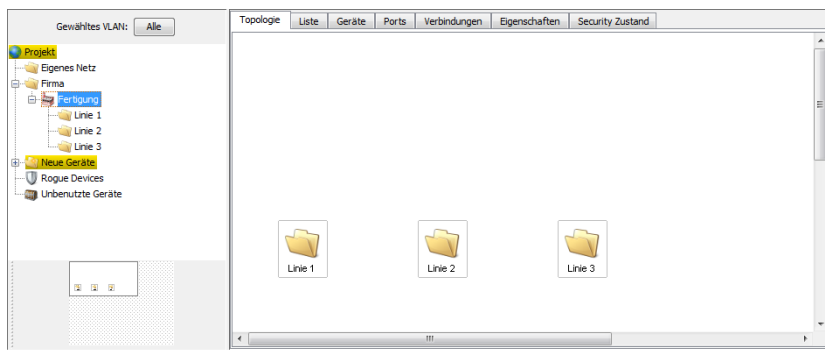 Gewähltes VLAN: Alle
Projekt
Eigenes Netz
Firma
Fertigung
Linie 1
Linie 2
Linie 3
Neue Geräte
Rogue Devices
Unbenutzte Geräte
Topologie Liste Geräte Ports Verbindungen Eigenschaften Security Zustand
Linie 1 Linie 2 Linie 3